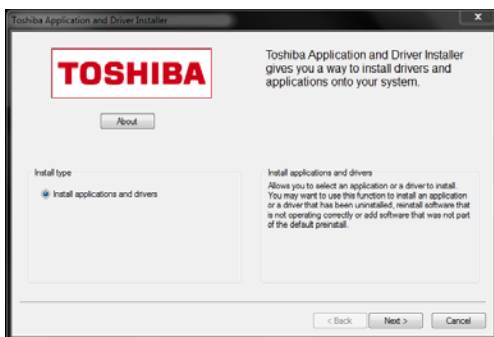 Toshiba Application and Driver Installer
x
TOSHIBA
Toshiba Application and Driver Installer
gives you a way to install drivers and
applications onto your system.
About
Install type
Install applications and drivers
Install applications and drivers
Allows you to select an application or a driver to install.
You may want to use this function to install an application
or a driver that has been uninstalled, reinstall software that
is not operating correctly or add software that was not part
of the default preinstall.
< Back
Next >
Cancel